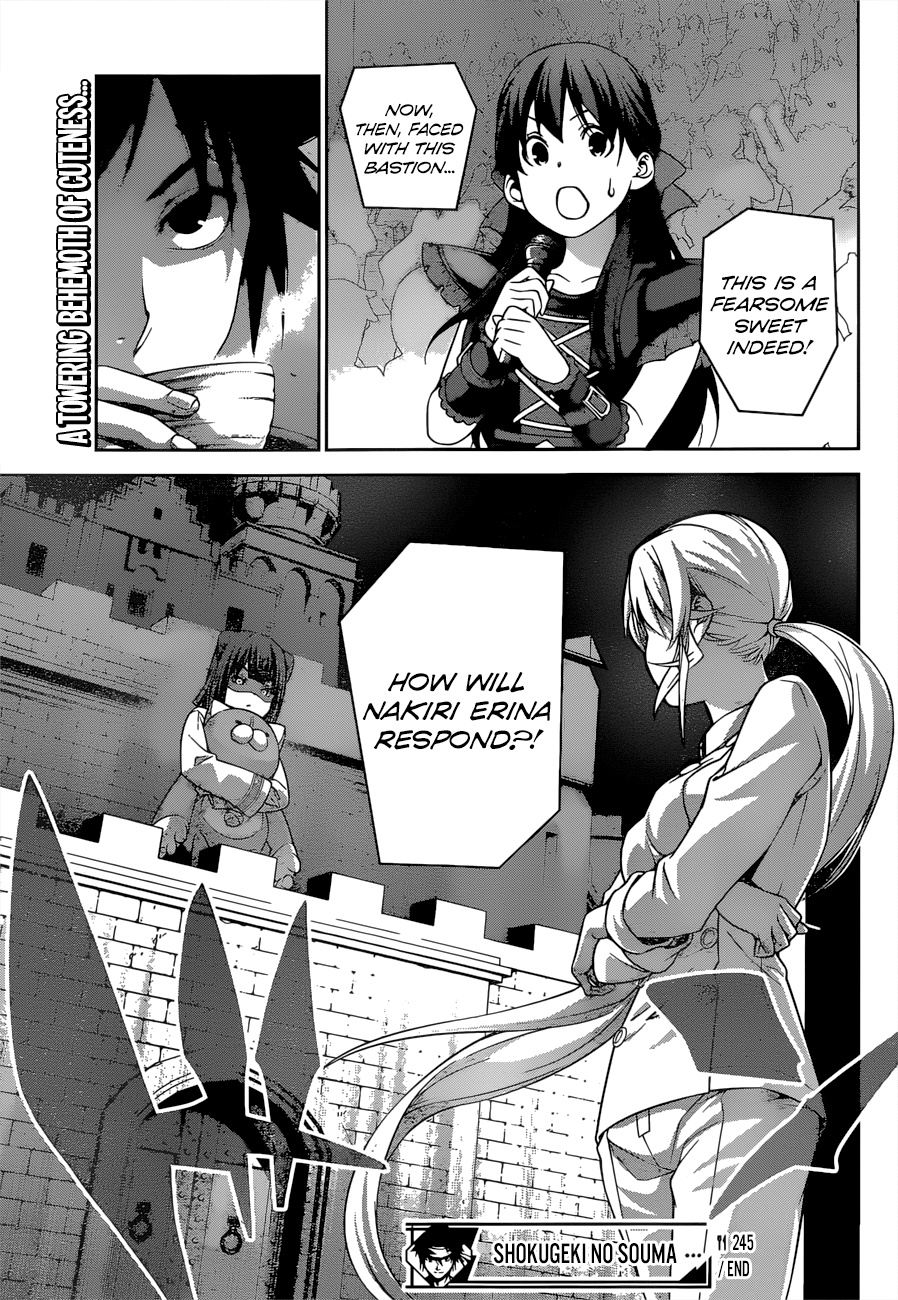 A TOWERING BEHEMOTH OF CUTENESS...
NOW,
THEN, FACED
WITH THIS
BASTION...
THIS IS A
FEARSOME
SWEET
INDEED!
HOW WILL
NAKIRI ERINA
RESPOND?!
SHOKUGEKI NO SOUMA ...
245
/ END